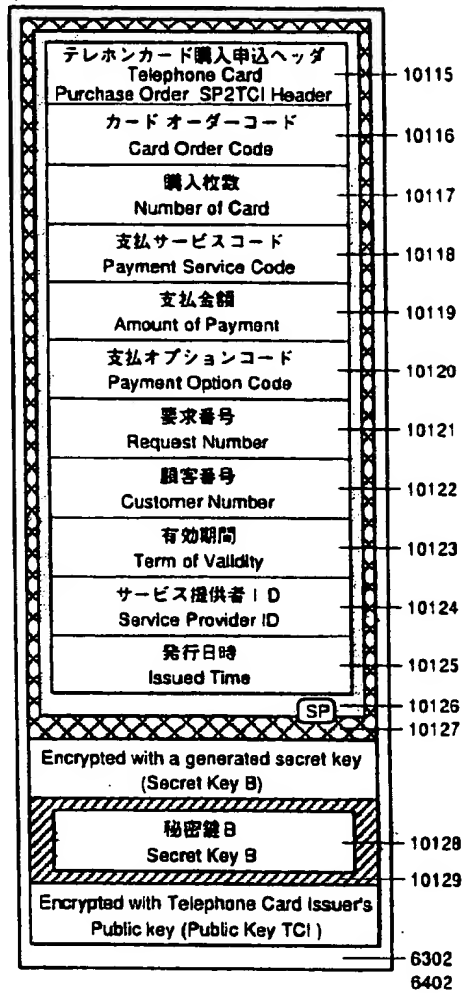 テレホンカード購入申込ヘッダ
Telephone Card
Purchase Order SP2TCI Header
10115
カード オーダーコード
Card Order Code
10116
購入枚数
Number of Card
10117
支払サービスコード
Payment Service Code
10118
支払金額
Amount of Payment
10119
支払オプションコード
Payment Option Code
10120
要求番号
Request Number
10121
顧客番号
Customer Number
10122
有効期間
Term of Validity
10123
サービス提供者ID
Service Provider ID
10124
発行日時
Issued Time
10125
SP
10126
10127
Encrypted with a generated secret key
(Secret Key B)
秘密鍵B
Secret Key B
10128
10129
Encrypted with Telephone Card Issuer's
Public key (Public Key TCI )
6302
6402